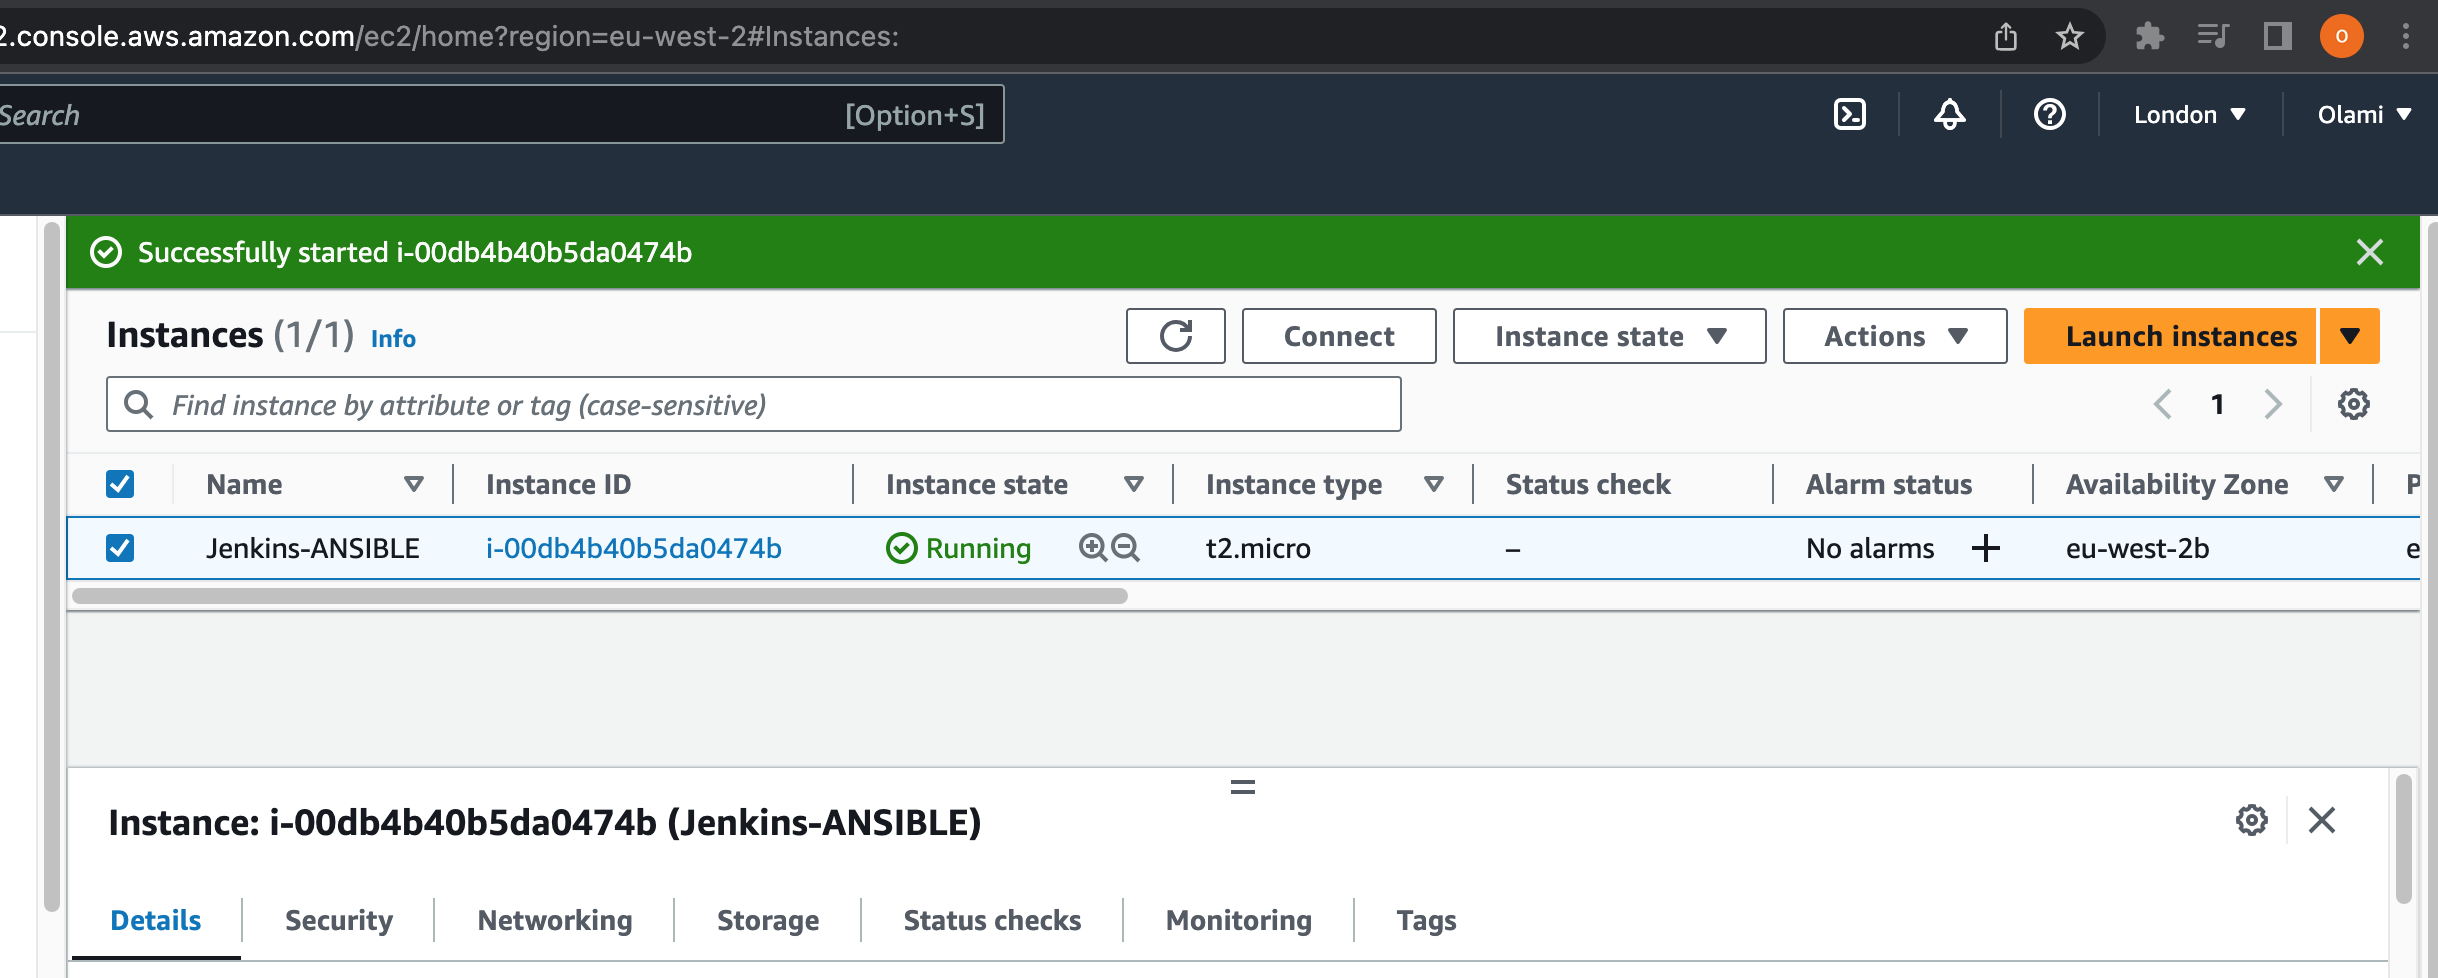 2.console.aws.amazon.com/ec2/home?region=eu-west-2#Instances:
O
Search [Option+S]
London Olami
Successfully started i-00db4b40b5da0474b
Instances (1/1) Info
Connect Instance state Actions Launch instances
Find instance by attribute or tag (case-sensitive) 1
Name Instance ID Instance state Instance type Status check Alarm status Availability Zone P
Jenkins-ANSIBLE i-00db4b40b5da0474b Running t2.micro – No alarms + eu-west-2b e
Instance: i-00db4b40b5da0474b (Jenkins-ANSIBLE)
Details Security Networking Storage Status checks Monitoring Tags